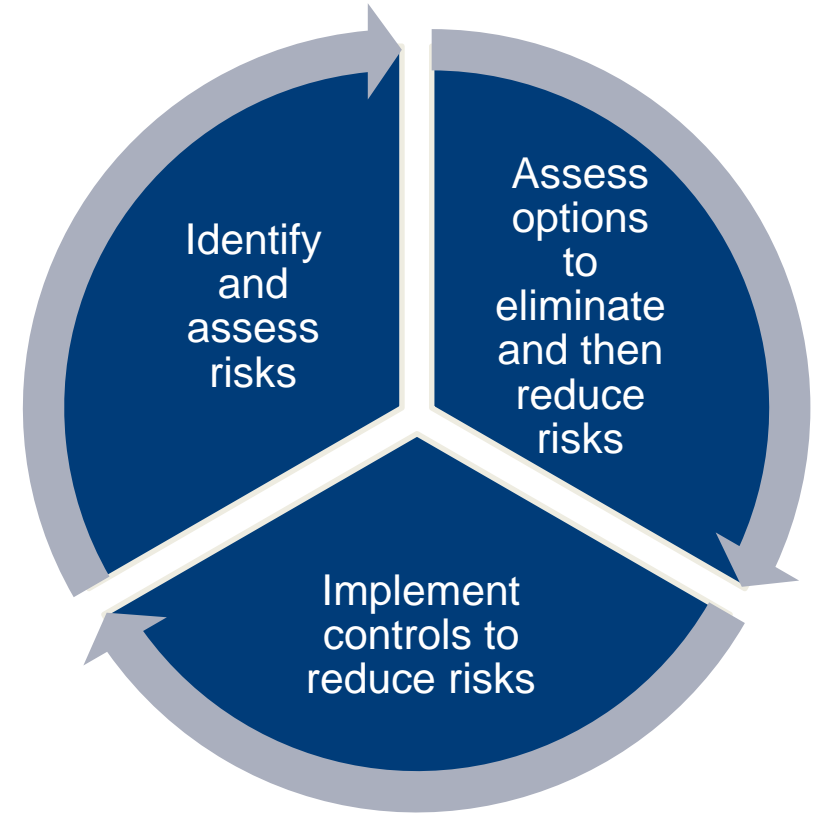 Identify
and
assess
risks
Assess
options
to
eliminate
and then
reduce
risks
Implement
controls to
reduce risks